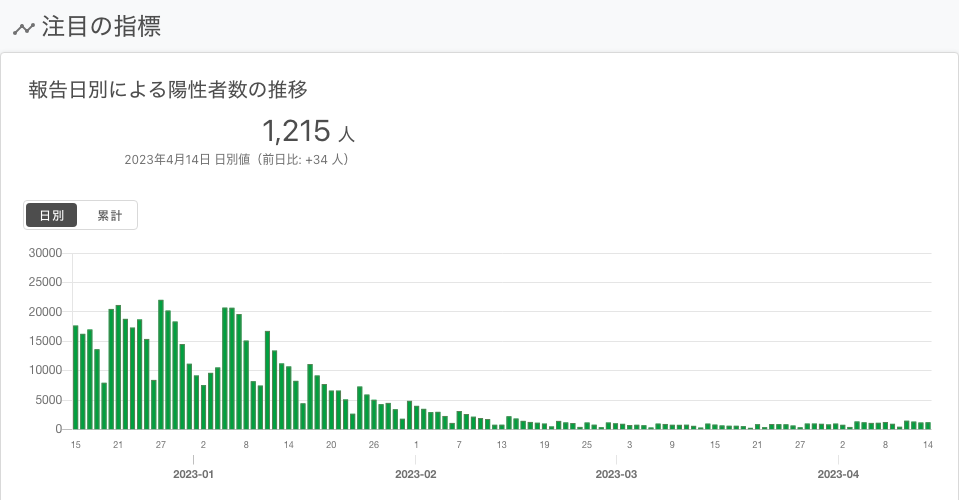 注目の指標
報告日別による陽性者数の推移
1,215 人
2023年4月14日 日別値（前日比: +34 人）
日別 累計
30000
25000
20000
15000
10000
5000
0
15 21 27 2 8 14 20 26 1 7 13 19 25 3 9 15 21 27 2 8 14
2023-01 2023-02 2023-03 2023-04